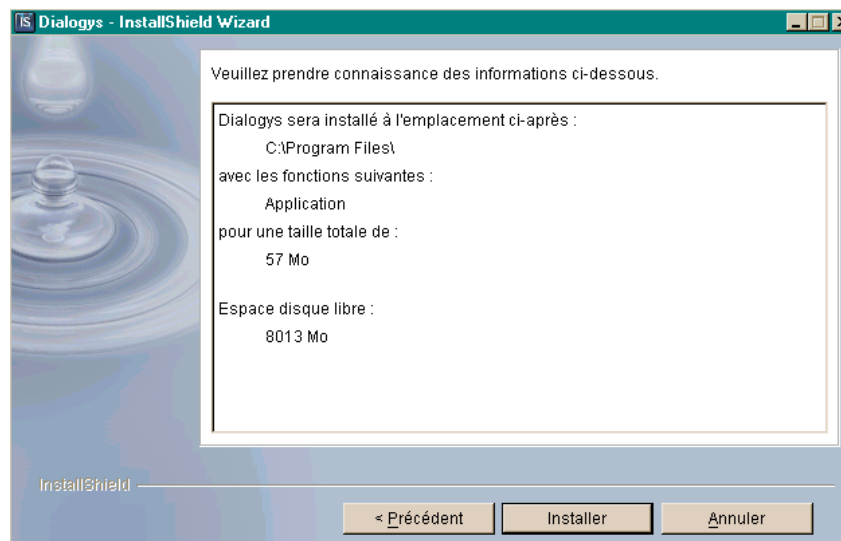 IS Dialogys - InstallShield Wizard
Veuillez prendre connaissance des informations ci-dessous.
Dialogys sera installé à l'emplacement ci-après :
C:\Program Files\
avec les fonctions suivantes :
Application
pour une taille totale de :
57 Mo
Espace disque libre :
8013 Mo
InstallShield
< Précédent
Installer
Annuler